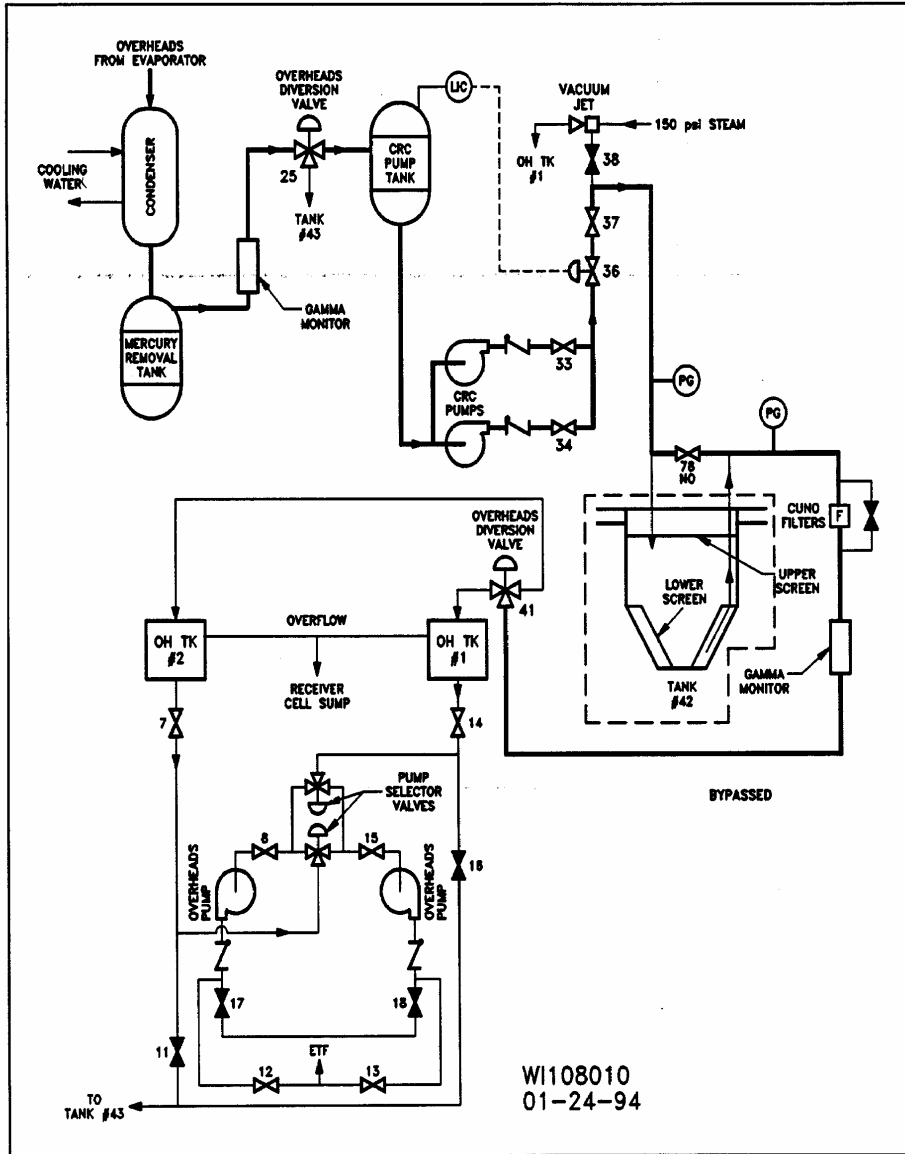 OVERHEADS
FROM EVAPORATOR
COOLING
WATER
CONDENSER
MERCURY
REMOVAL
TANK
GAMMA
MONITOR
OVERHEADS
DIVERSION
VALVE
25
TANK
#43
CRC
PUMP
TANK
LIC
VACUUM
JET
150 psi STEAM
OH TK
#1
38
37
36
33
CRC
PUMPS
34
PG
PG
78
NO
CUNO
FILTERS
F
UPPER
SCREEN
LOWER
SCREEN
TANK
#42
GAMMA
MONITOR
BYPASSED
OVERHEADS
DIVERSION
VALVE
41
OH TK
#2
OVERFLOW
RECEIVER
CELL SUMP
OH TK
#1
7
14
PUMP
SELECTOR
VALVES
8
15
16
OVERHEADS
PUMP
OVERHEADS
PUMP
17
18
11
ETF
12
13
TO
TANK #43
WI108010
01-24-94